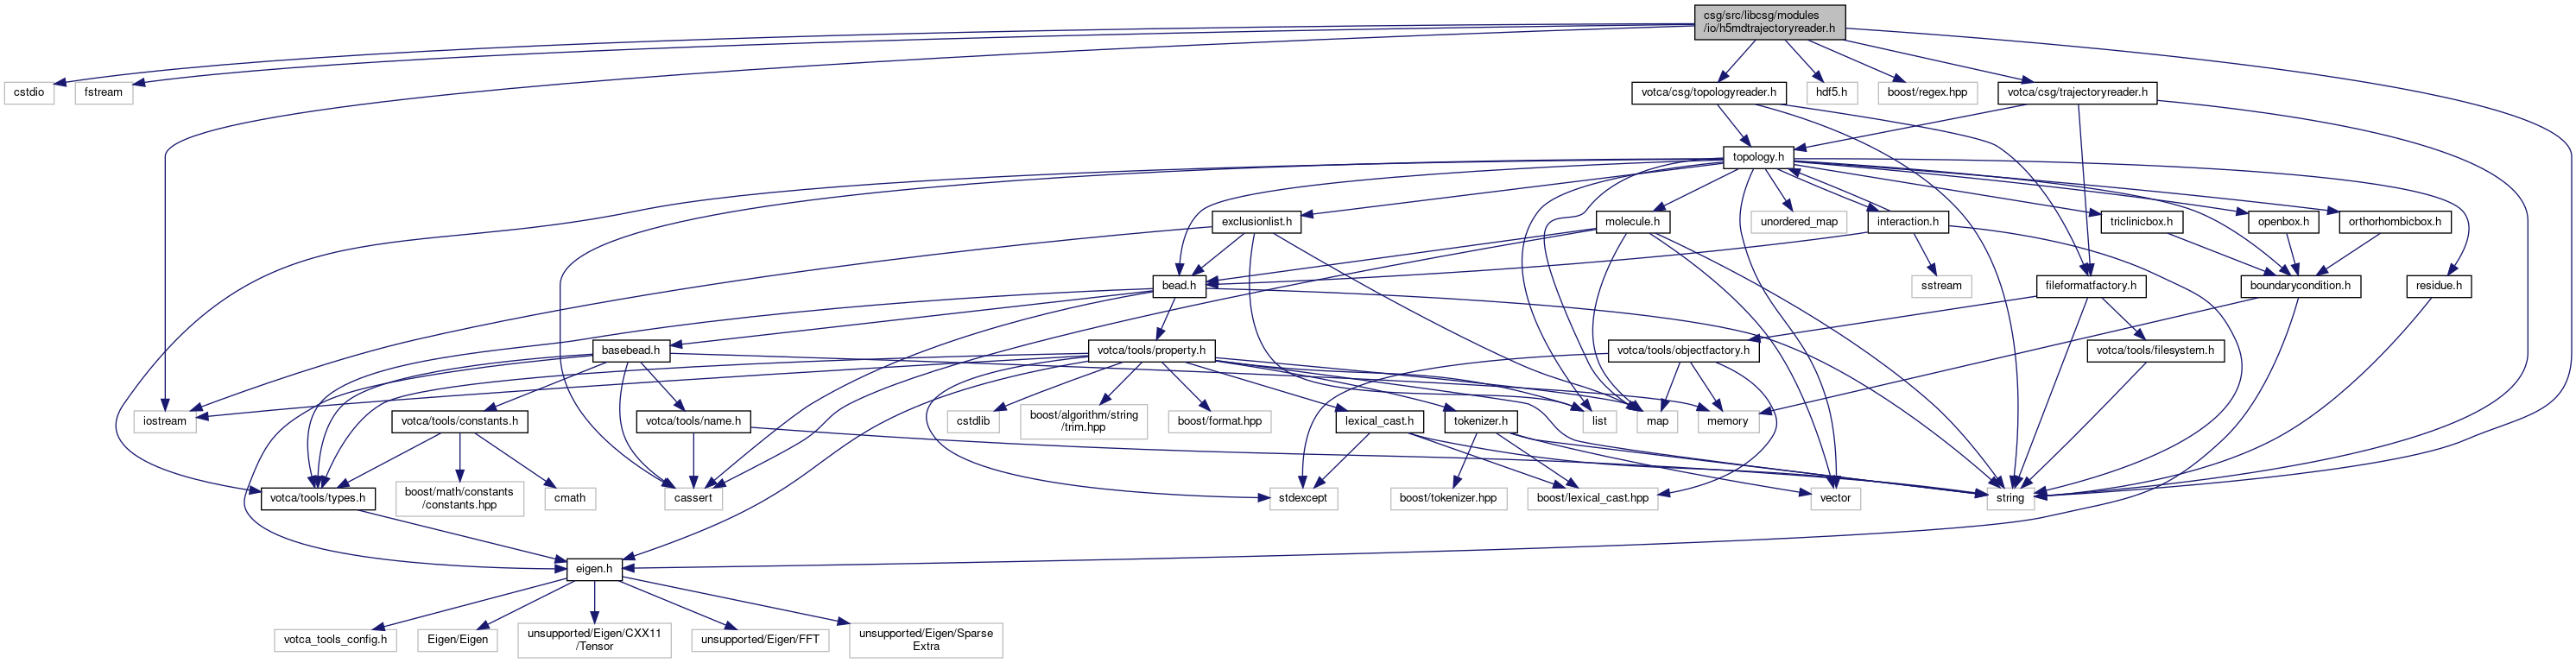 csg/src/libcsg/modules
/io/h5mdtrajectoryreader.h
cstdio
fstream
votca/csg/topologyreader.h
hdf5.h
boost/regex.hpp
votca/csg/trajectoryreader.h
topology.h
exclusionlist.h
molecule.h
unordered_map
interaction.h
triclinicbox.h
openbox.h
orthorhombicbox.h
bead.h
sstream
fileformatfactory.h
boundarycondition.h
residue.h
basebead.h
votca/tools/property.h
votca/tools/objectfactory.h
votca/tools/filesystem.h
iostream
votca/tools/constants.h
votca/tools/name.h
cstdlib
boost/algorithm/string
/trim.hpp
boost/format.hpp
lexical_cast.h
tokenizer.h
list
map
memory
votca/tools/types.h
boost/math/constants
/constants.hpp
cmath
cassert
stdexcept
boost/tokenizer.hpp
boost/lexical_cast.hpp
vector
string
eigen.h
votca_tools_config.h
Eigen/Eigen
unsupported/Eigen/CXX11
/Tensor
unsupported/Eigen/FFT
unsupported/Eigen/Sparse
Extra